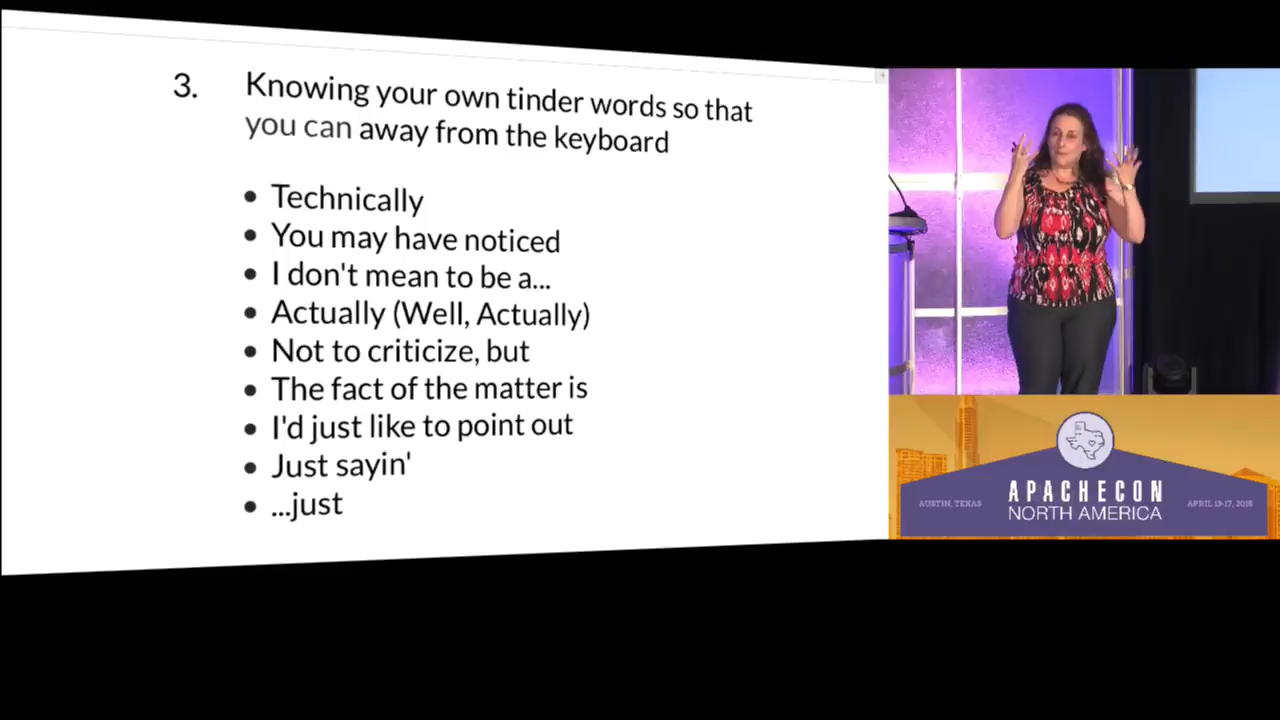 3. Knowing your own tinder words so that
you can away from the keyboard
• Technically
• You may have noticed
• I don't mean to be a...
• Actually (Well, Actually)
• Not to criticize, but
• The fact of the matter is
• I'd just like to point out
• Just sayin'
• ...just
APACHECON
NORTH AMERICA
AUSTIN, TEXAS
APRIL 13-17, 2015